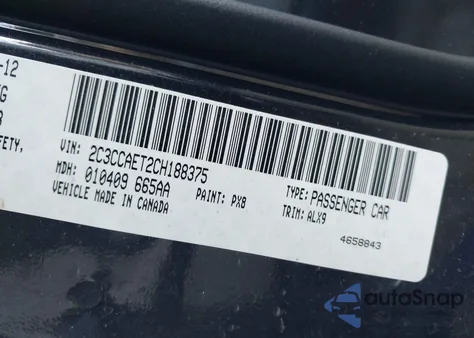 -12
G
FETY,
VIN: 2C3CCAET2CH188375
MDH: 010409 665AA
PAINT: PX8
VEHICLE MADE IN CANADA
TYPE: PASSENGER CAR
TRIM: ALX9
4658843
autoSnap